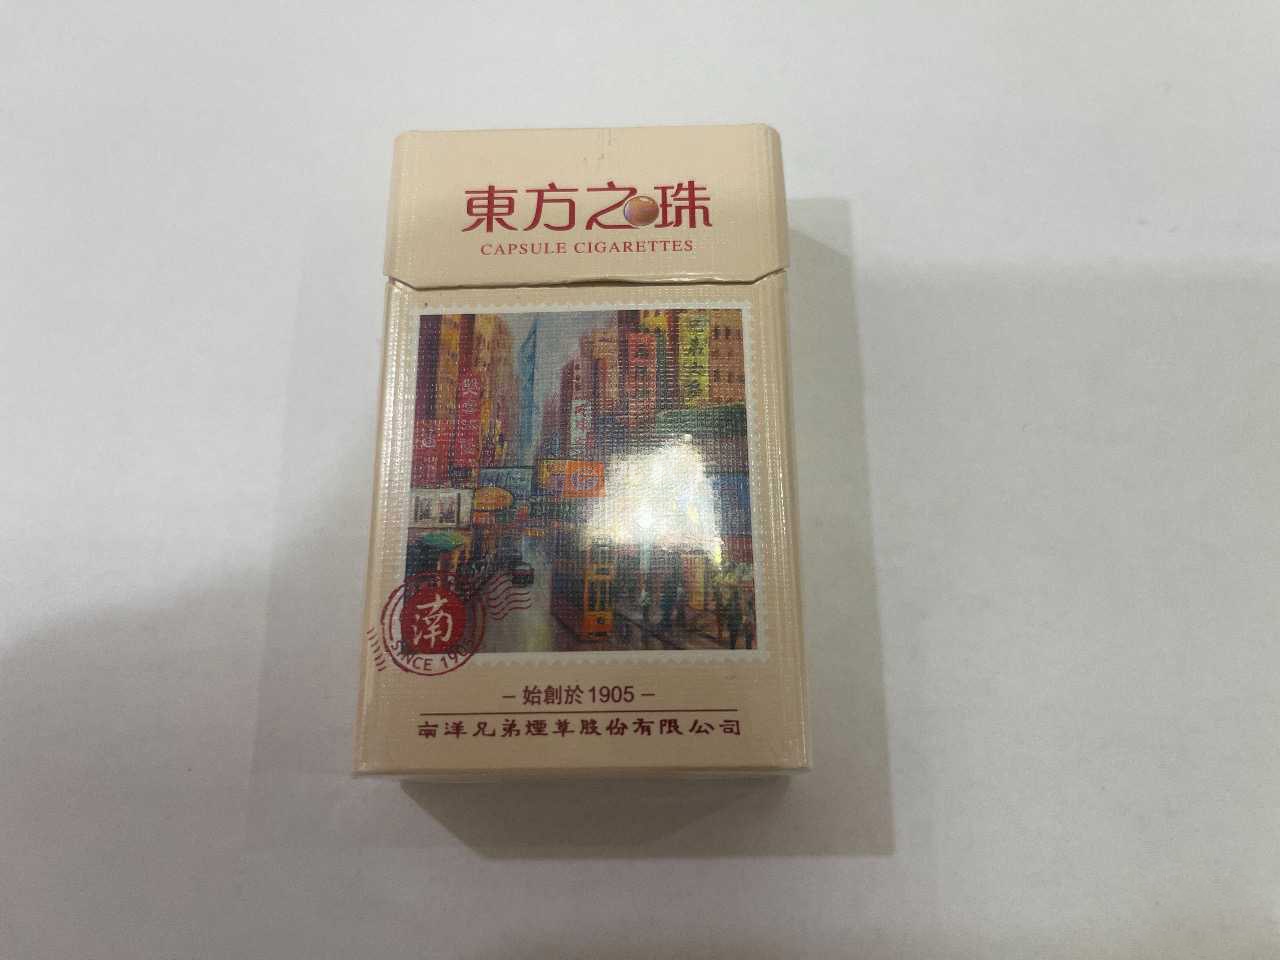 東方之珠
CAPSULE CIGARETTES
南
SINCE 1905
－始創於1905－
南洋兄弟煙草股份有限公司